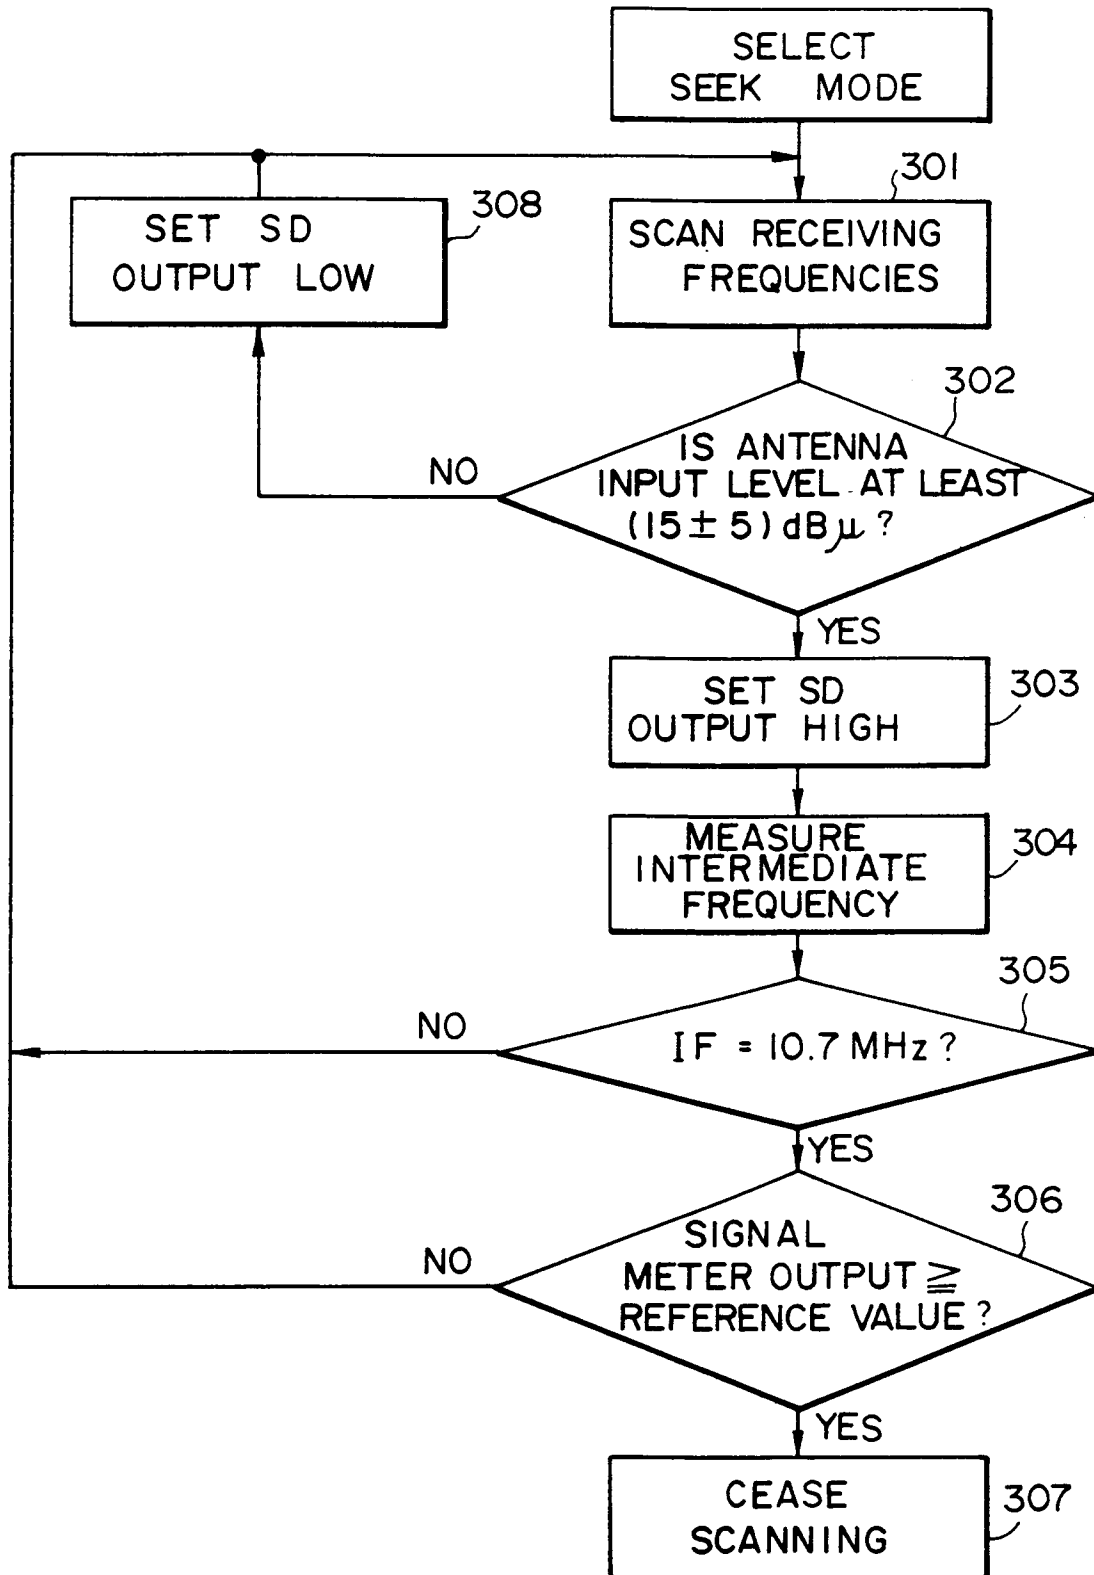 SELECT
SEEK MODE
301
SCAN RECEIVING
FREQUENCIES
308
SET SD
OUTPUT LOW
302
IS ANTENNA
INPUT LEVEL AT LEAST
(15 ± 5) dBμ ?
NO
YES
303
SET SD
OUTPUT HIGH
304
MEASURE
INTERMEDIATE
FREQUENCY
305
IF = 10.7 MHz ?
NO
YES
306
SIGNAL
METER OUTPUT ≧
REFERENCE VALUE ?
NO
YES
307
CEASE
SCANNING